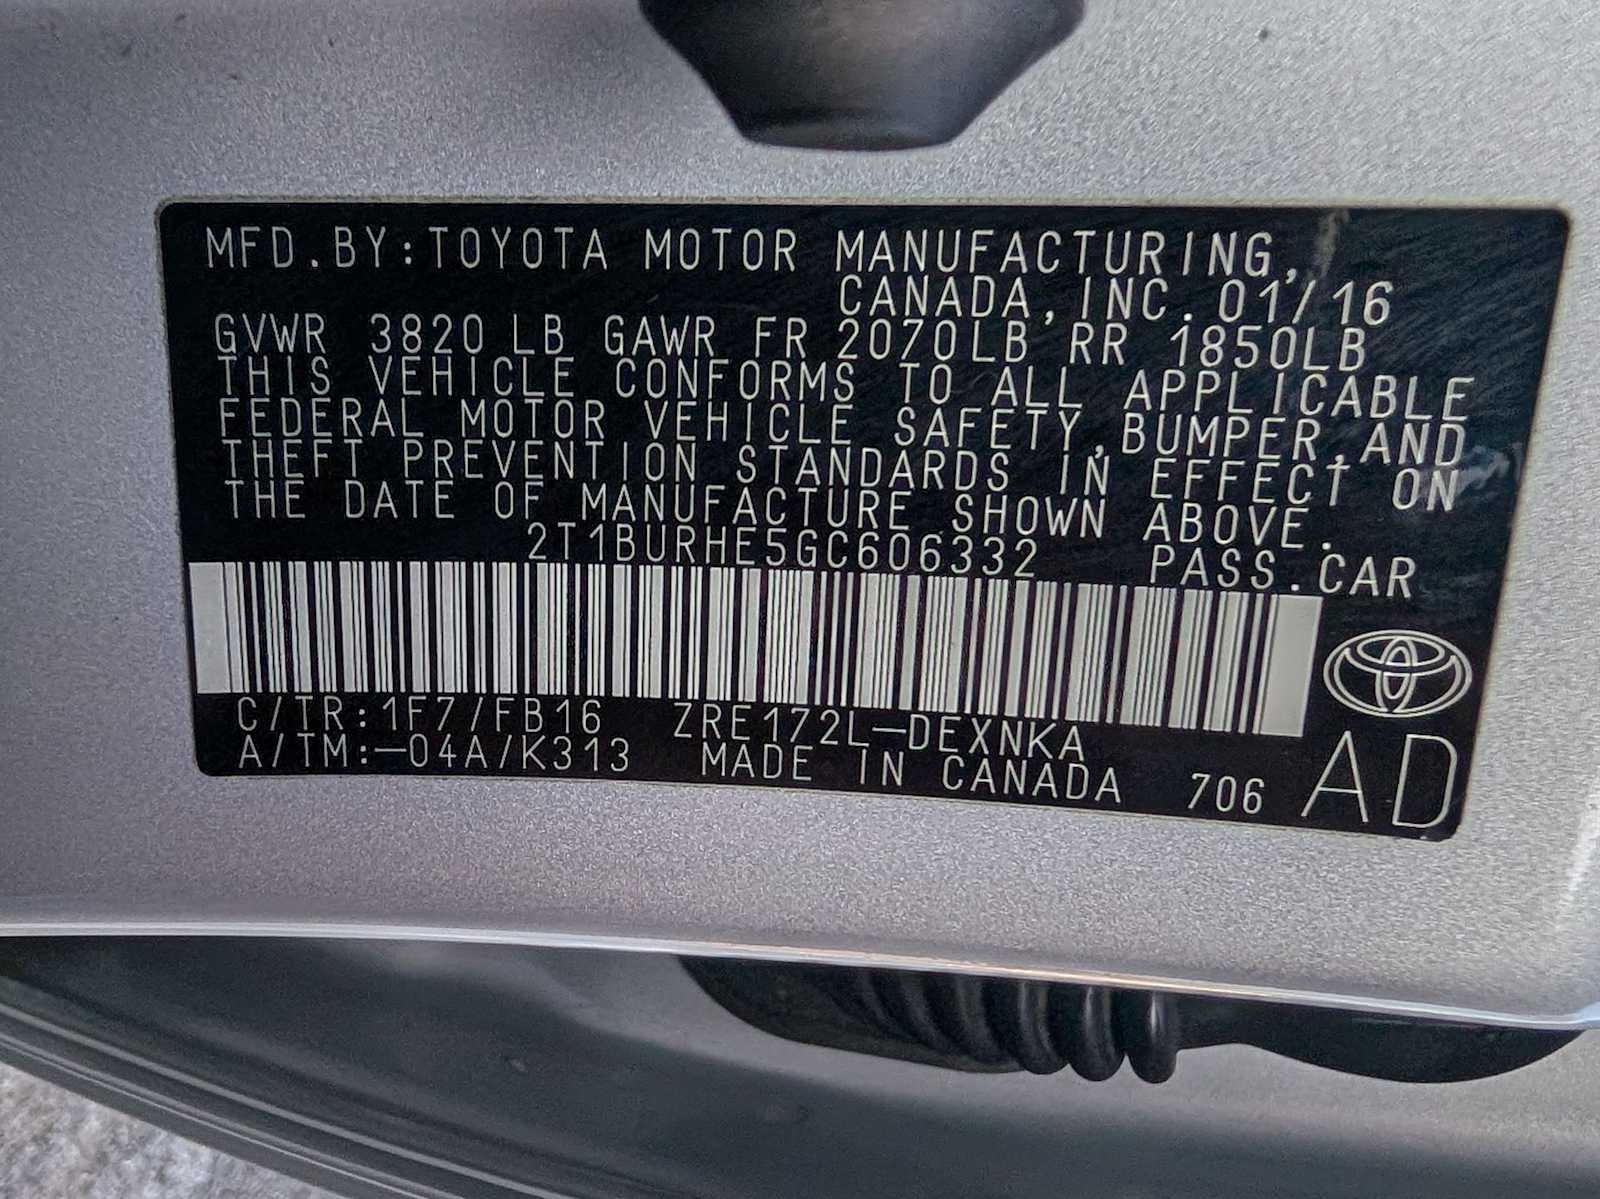 MFD.BY:TOYOTA MOTOR MANUFACTURING,
CANADA,INC.01/16
GVWR 3820LB GAWR FR 2070LB RR 1850LB
THIS VEHICLE CONFORMS TO ALL APPLICABLE
FEDERAL MOTOR VEHICLE SAFETY,BUMPER,AND
THEFT PREVENTION STANDARDS IN EFFECT ON
THE DATE OF MANUFACTURE SHOWN ABOVE.
2T1BURHE5GC606332 PASS.CAR
C/TR:1F7/FB16 ZRE172L-DEXNKA
A/TM:-04A/K313 MADE IN CANADA 706 AD